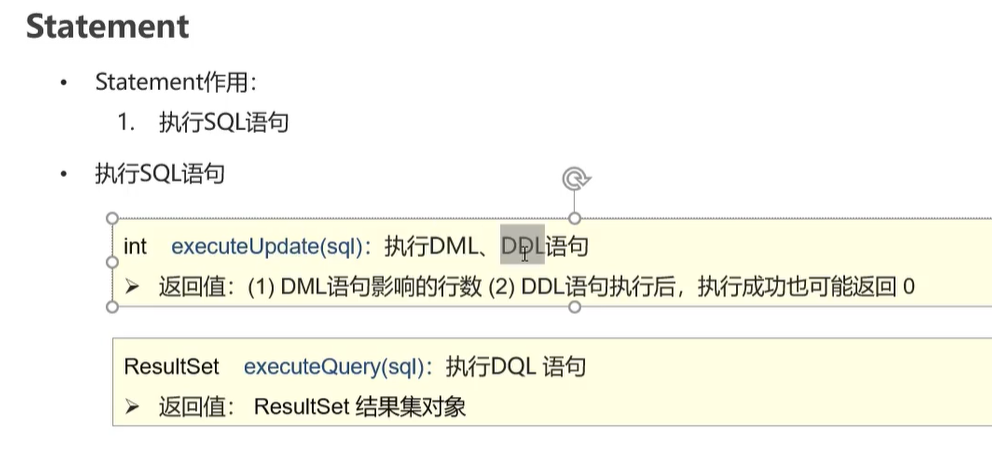 Statement
• Statement作用：
1. 执行SQL语句
• 执行SQL语句
int executeUpdate(sql)：执行DML、DDL语句
➢ 返回值：(1) DML语句影响的行数 (2) DDL语句执行后，执行成功也可能返回 0
ResultSet executeQuery(sql)：执行DQL 语句
➢ 返回值： ResultSet 结果集对象